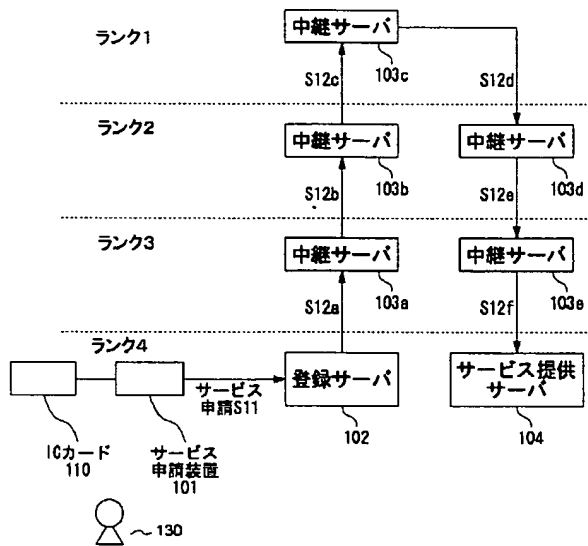 ランク1
中継サーバ
103c
S12c
S12d
ランク2
中継サーバ
103b
中継サーバ
103d
S12b
S12e
ランク3
中継サーバ
103a
中継サーバ
103e
S12a
S12f
ランク4
サービス
申請S11
登録サーバ
102
サービス提供
サーバ
104
ICカード
110
サービス
申請装置
101
130